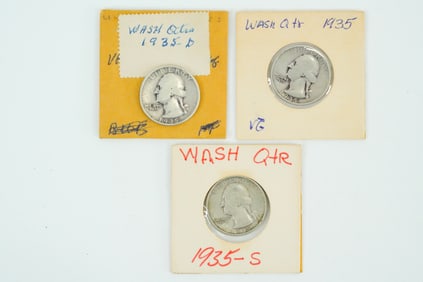 WASH Qtr
1935-D
WASH Qtr 1935
VG
WASH QTR
1935-S